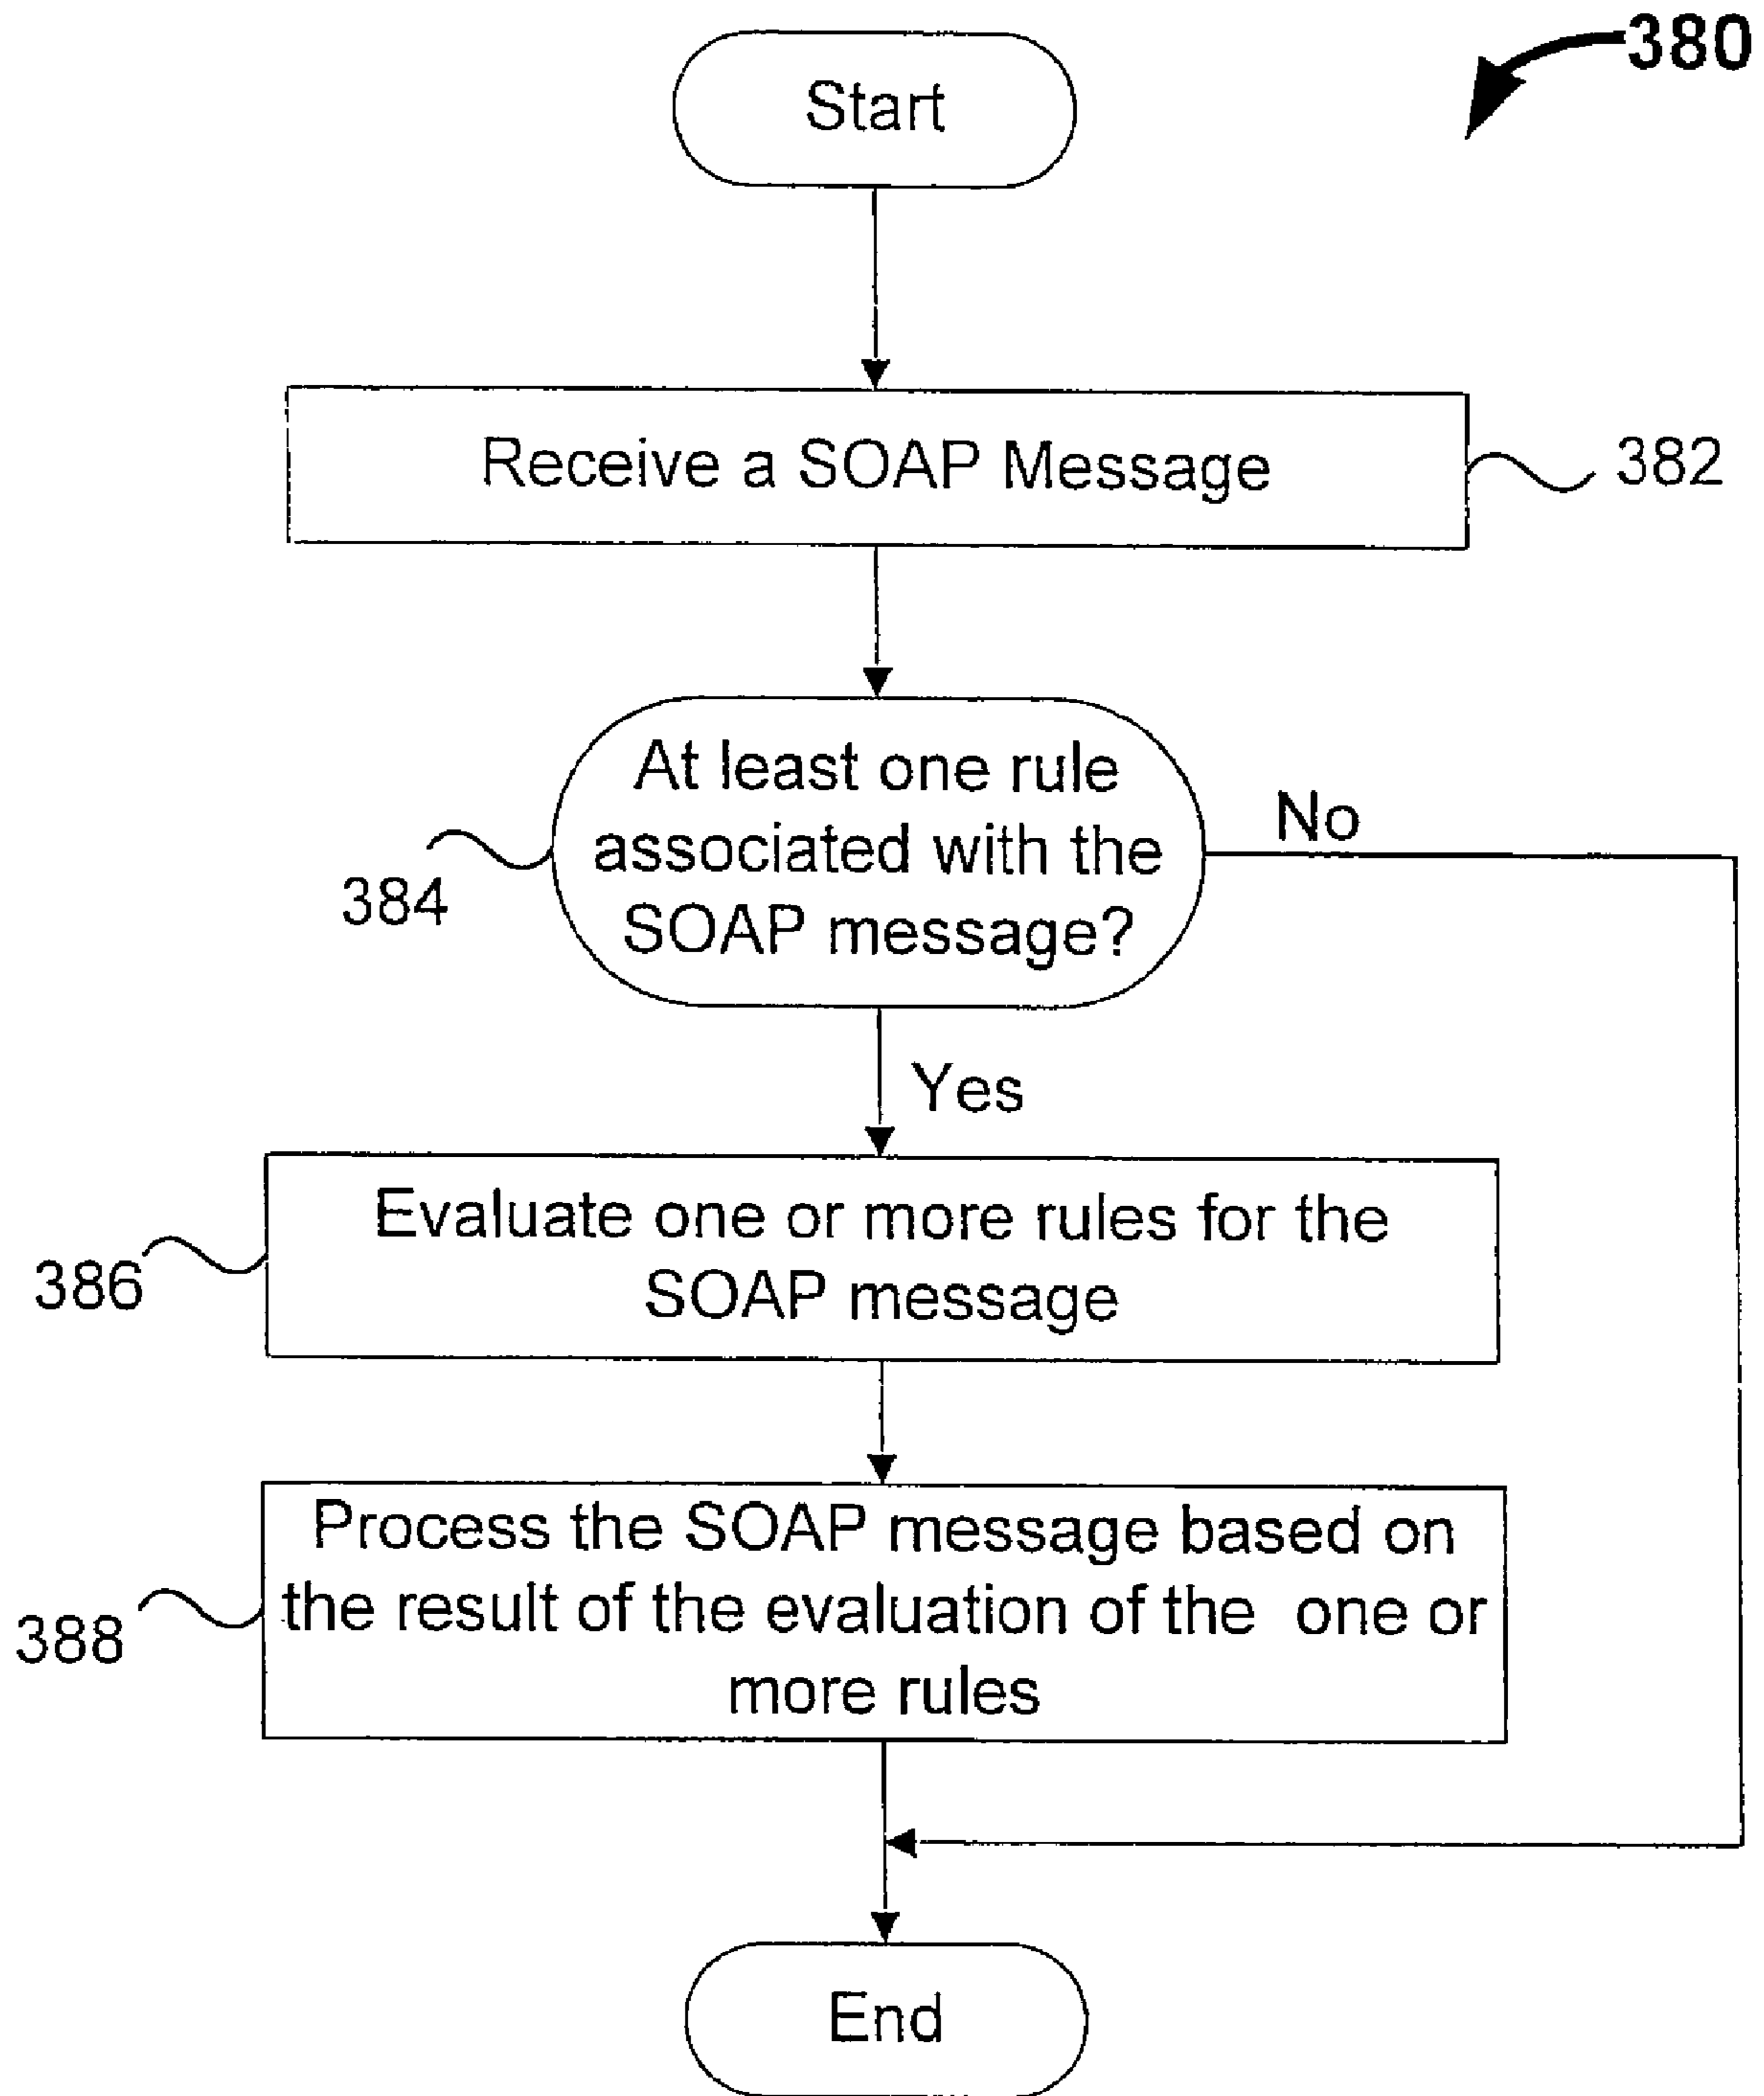 380
Start
Receive a SOAP Message
382
At least one rule
associated with the
SOAP message?
384
No
Yes
Evaluate one or more rules for the
SOAP message
386
Process the SOAP message based on
the result of the evaluation of the one or
more rules
388
End